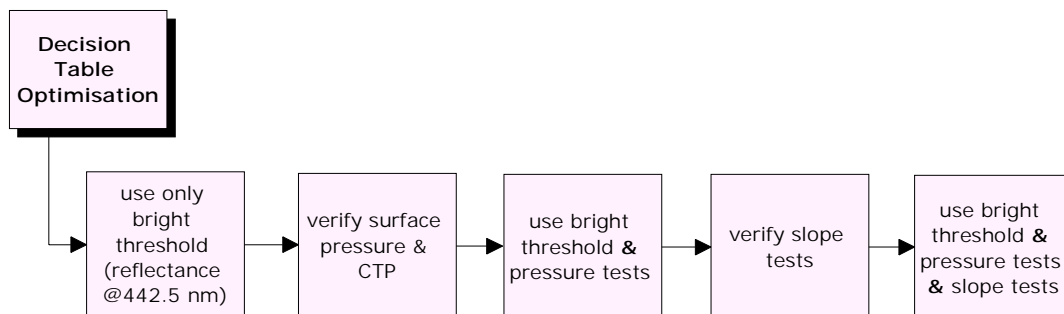 Decision
Table
Optimisation
use only
bright
threshold
(reflectance
@442.5 nm)
verify surface
pressure &
CTP
use bright
threshold &
pressure tests
verify slope
tests
use bright
threshold &
pressure tests
& slope tests